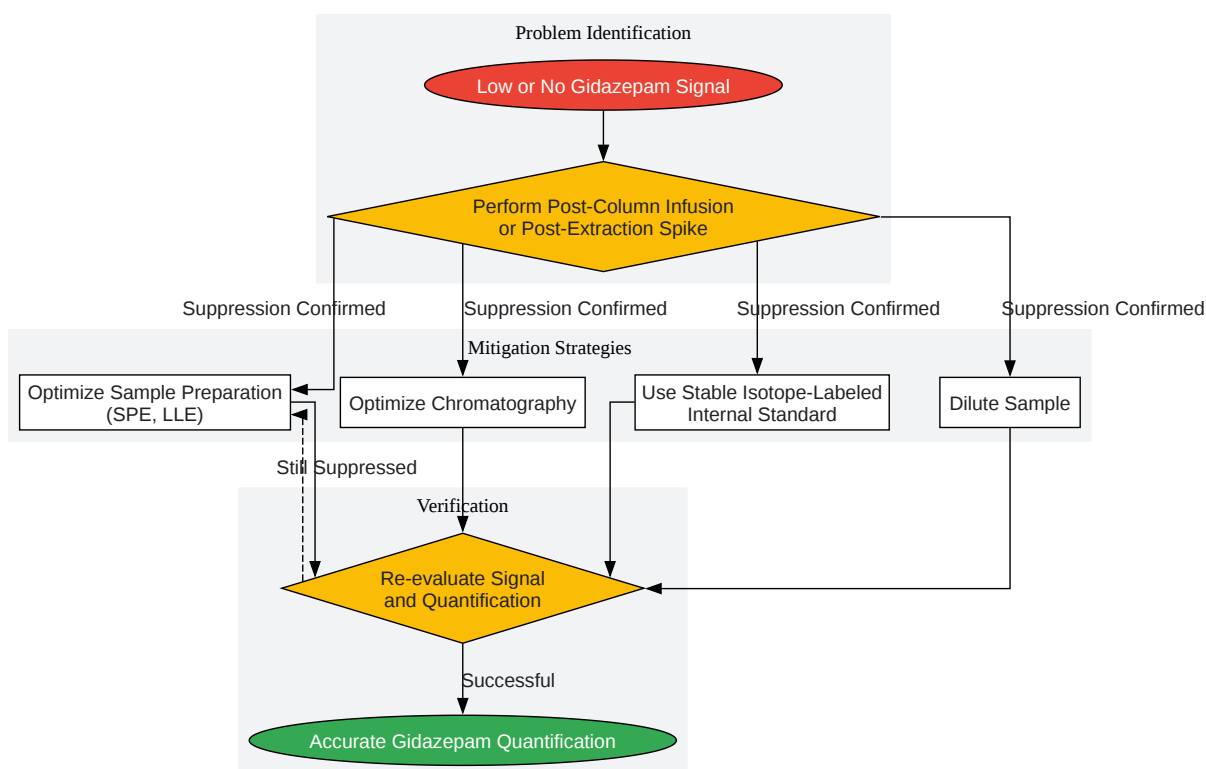 Problem Identification
Low or No Gidazepam Signal
Perform Post-Column Infusion
or Post-Extraction Spike
Suppression Confirmed
Suppression Confirmed
Suppression Confirmed
Suppression Confirmed
Mitigation Strategies
Optimize Sample Preparation
(SPE, LLE)
Optimize Chromatography
Use Stable Isotope-Labeled
Internal Standard
Dilute Sample
Still Suppressed
Verification
Re-evaluate Signal
and Quantification
Successful
Accurate Gidazepam Quantification